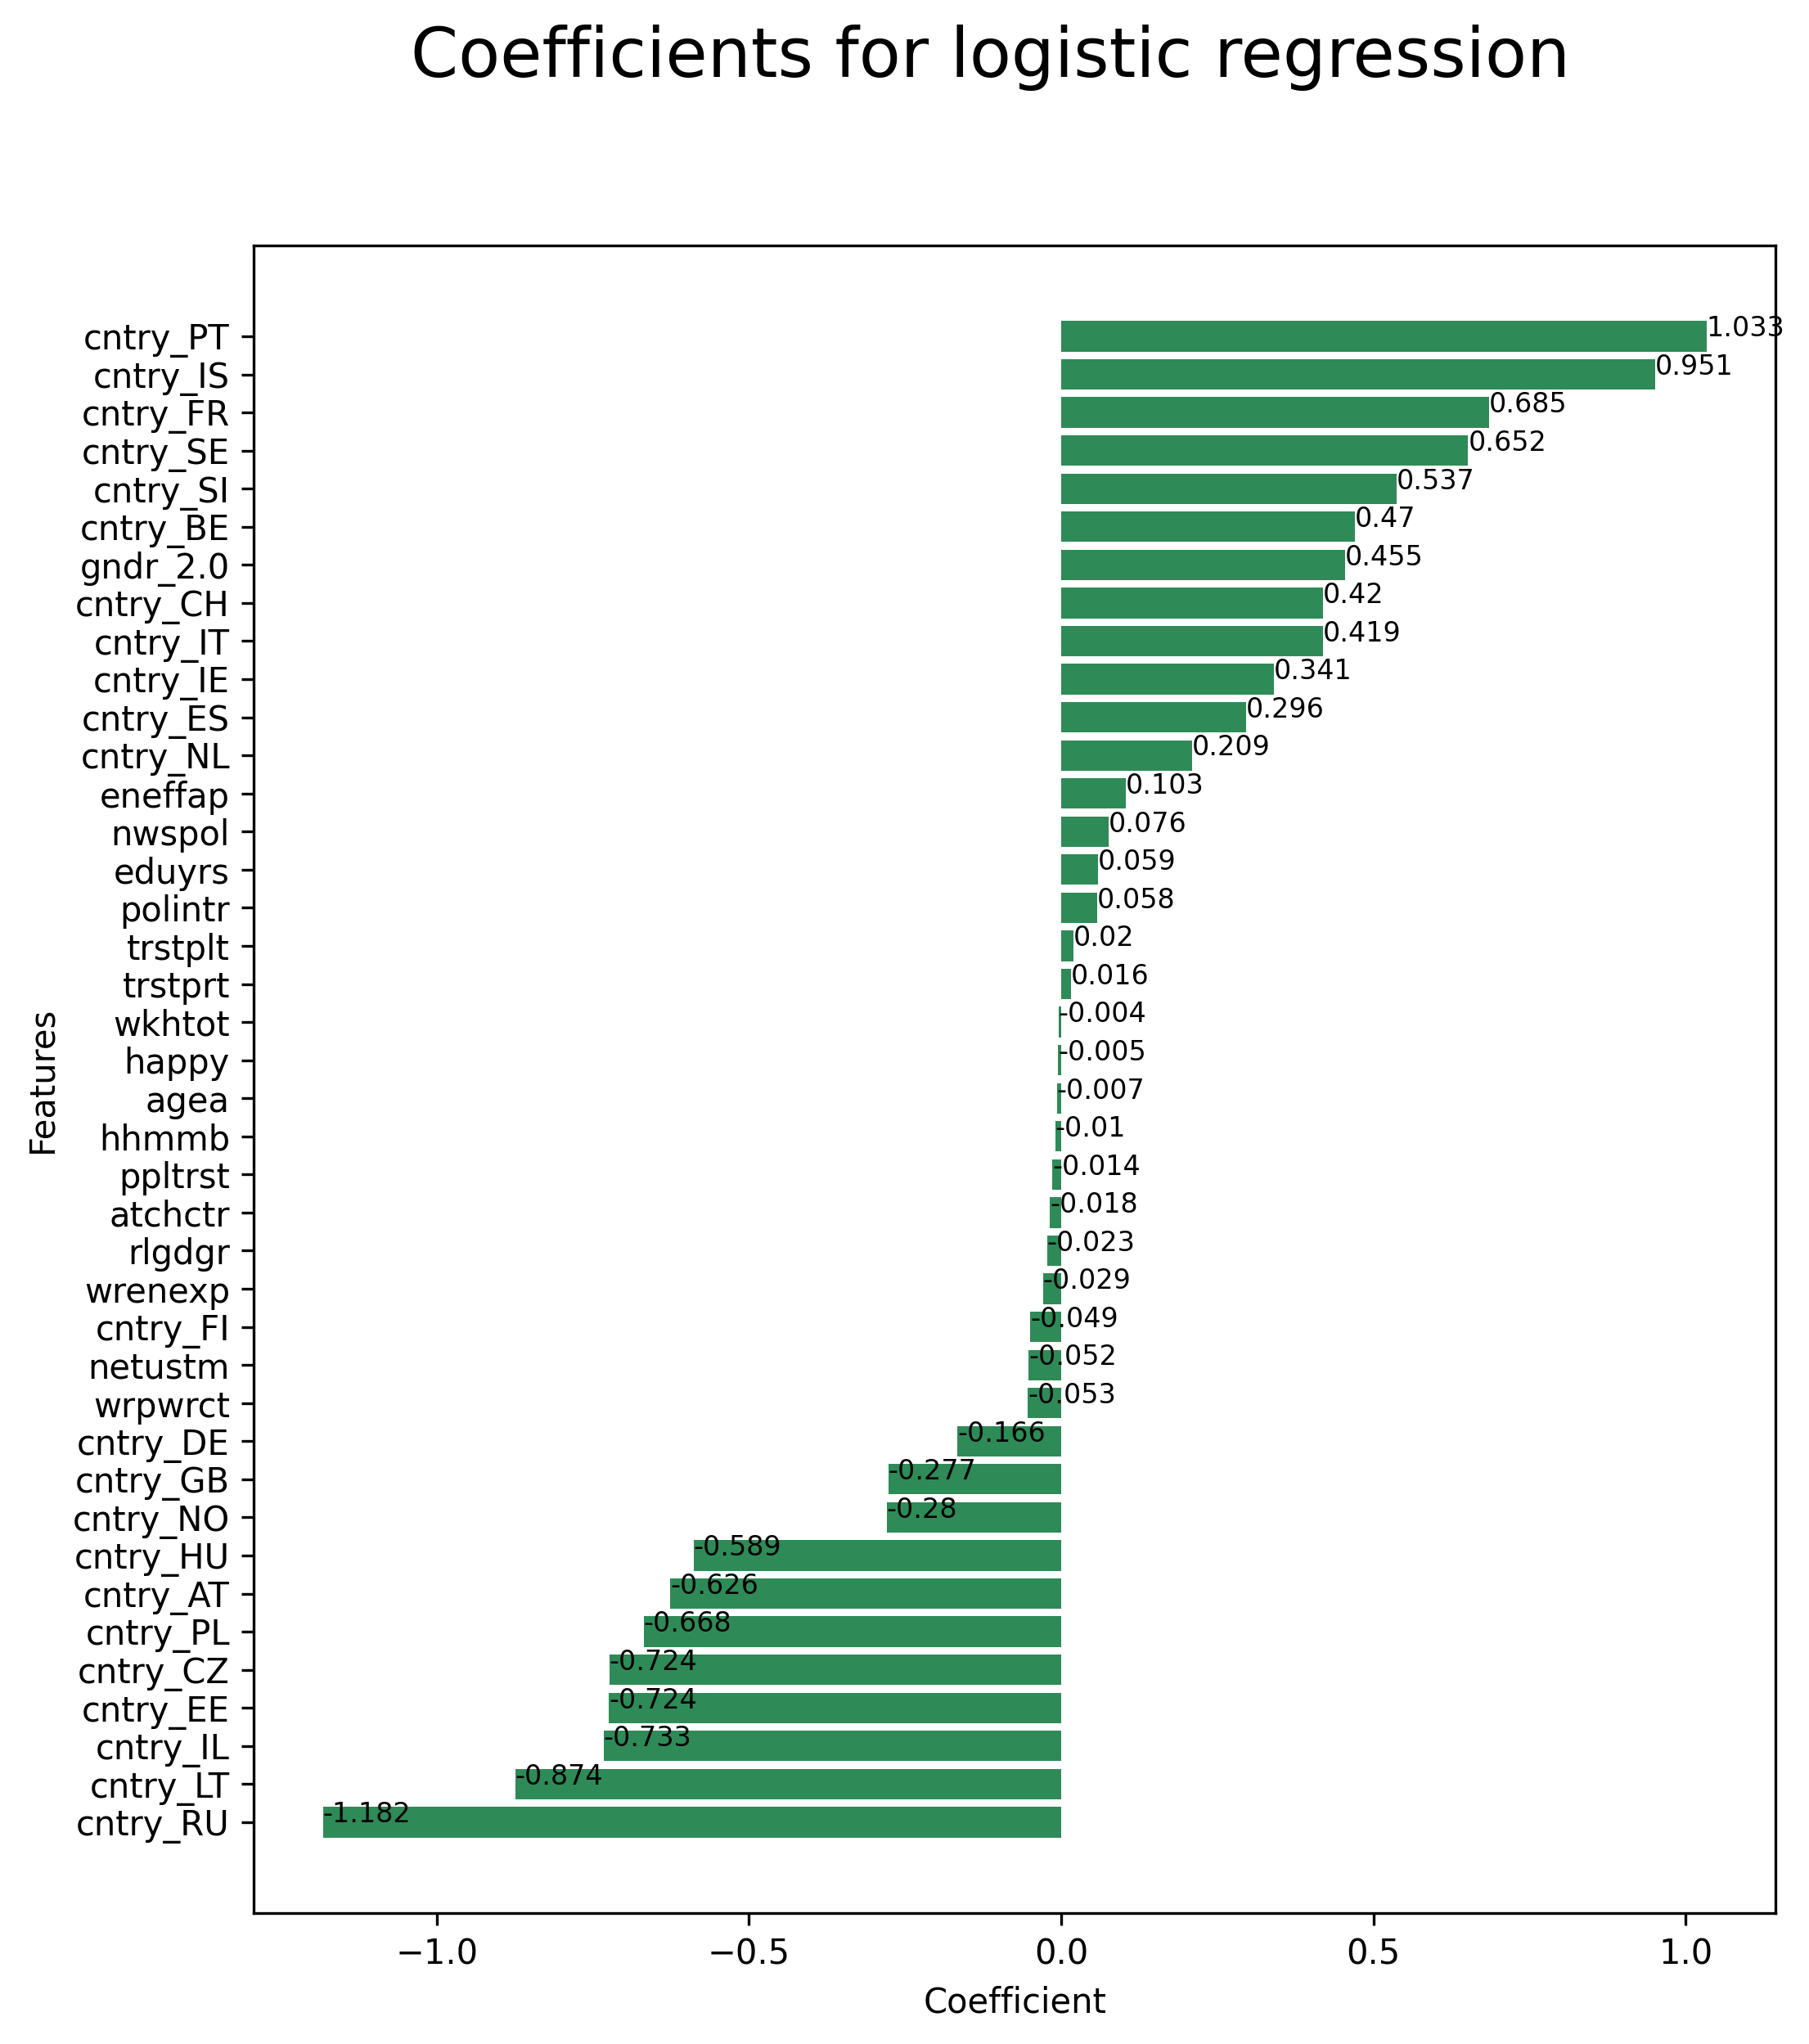 Coefficients for logistic regression
cntry_PT 1.033
cntry_IS 0.951
cntry_FR 0.685
cntry_SE 0.652
cntry_SI 0.537
cntry_BE 0.47
gndr_2.0 0.455
cntry_CH 0.42
cntry_IT 0.419
cntry_IE 0.341
cntry_ES 0.296
cntry_NL 0.209
eneffap 0.103
nwspol 0.076
eduyrs 0.059
polintr 0.058
trstplt 0.02
trstprt 0.016
wkhtot -0.004
happy -0.005
agea -0.007
hhmmb -0.01
ppltrst -0.014
atchctr -0.018
rlgdgr -0.023
wrenexp -0.029
cntry_FI -0.049
netustm -0.052
wrpwrct -0.053
cntry_DE -0.166
cntry_GB -0.277
cntry_NO -0.28
cntry_HU -0.589
cntry_AT -0.626
cntry_PL -0.668
cntry_CZ -0.724
cntry_EE -0.724
cntry_IL -0.733
cntry_LT -0.874
cntry_RU -1.182
Features
−1.0 −0.5 0.0 0.5 1.0
Coefficient